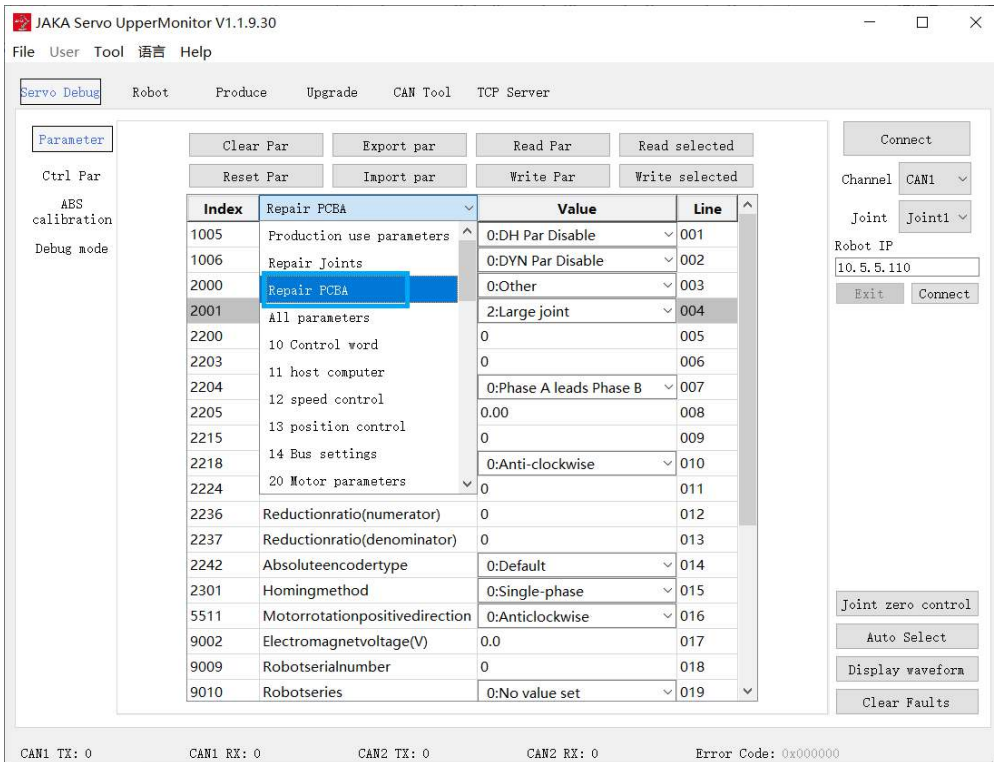 JAKA Servo UpperMonitor V1.1.9.30
File User Tool 语言 Help
Servo Debug Robot Produce Upgrade CAN Tool TCP Server
Parameter
Ctrl Par
ABS
calibration
Debug mode
Clear Par Export par Read Par Read selected
Reset Par Import par Write Par Write selected
Index Repair PCBA Value Line
1005 Production use parameters 0:DH Par Disable 001
1006 Repair Joints 0:DYN Par Disable 002
2000 Repair PCBA 0:Other 003
2001 All parameters 2:Large joint 004
2200 10 Control word 0 005
2203 11 host computer 0 006
2204 12 speed control 0:Phase A leads Phase B 007
2205 13 position control 0.00 008
2215 14 Bus settings 0 009
2218 20 Motor parameters 0:Anti-clockwise 010
2224 0 011
2236 Reductionratio(numerator) 0 012
2237 Reductionratio(denominator) 0 013
2242 Absoluteencodertype 0:Default 014
2301 Homingmethod 0:Single-phase 015
5511 Motorrotationpositivedirection 0:Anticlockwise 016
9002 Electromagnetvoltage(V) 0.0 017
9009 Robotserialnumber 0 018
9010 Robotseries 0:No value set 019
Connect
Channel CAN1
Joint Joint1
Robot IP
10.5.5.110
Exit Connect
Joint zero control
Auto Select
Display waveform
Clear Faults
CAN1 TX: 0 CAN1 RX: 0 CAN2 TX: 0 CAN2 RX: 0 Error Code: 0x000000